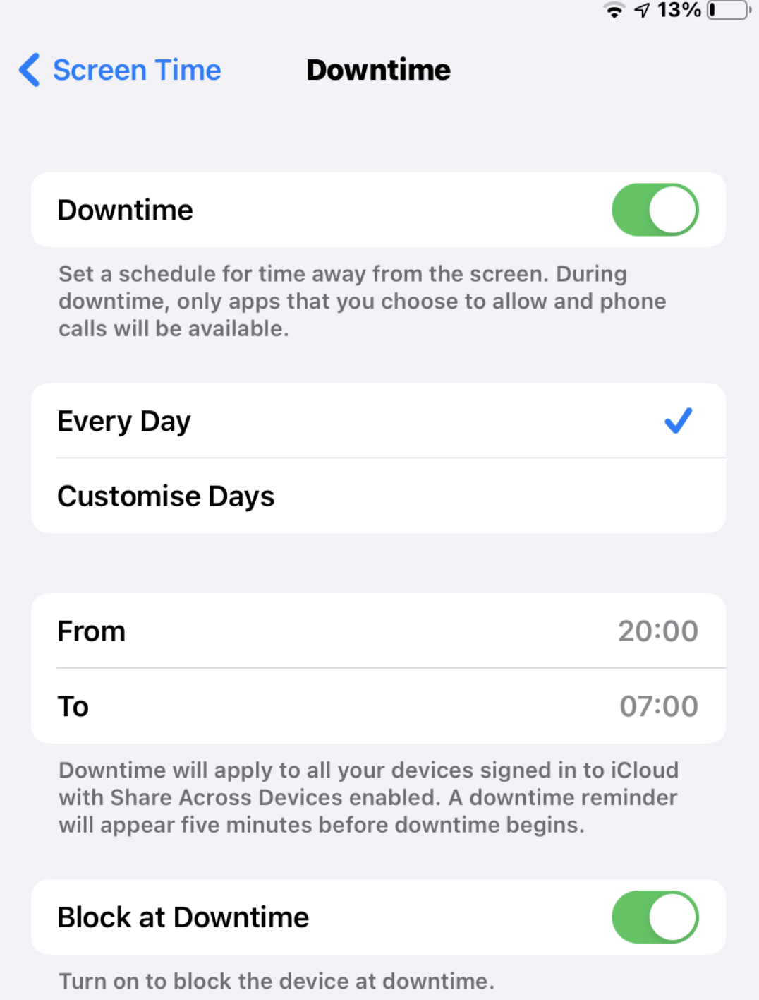 13%
Screen Time
Downtime
Downtime
Set a schedule for time away from the screen. During
downtime, only apps that you choose to allow and phone
calls will be available.
Every Day
Customise Days
From
20:00
To
07:00
Downtime will apply to all your devices signed in to iCloud
with Share Across Devices enabled. A downtime reminder
will appear five minutes before downtime begins.
Block at Downtime
Turn on to block the device at downtime.